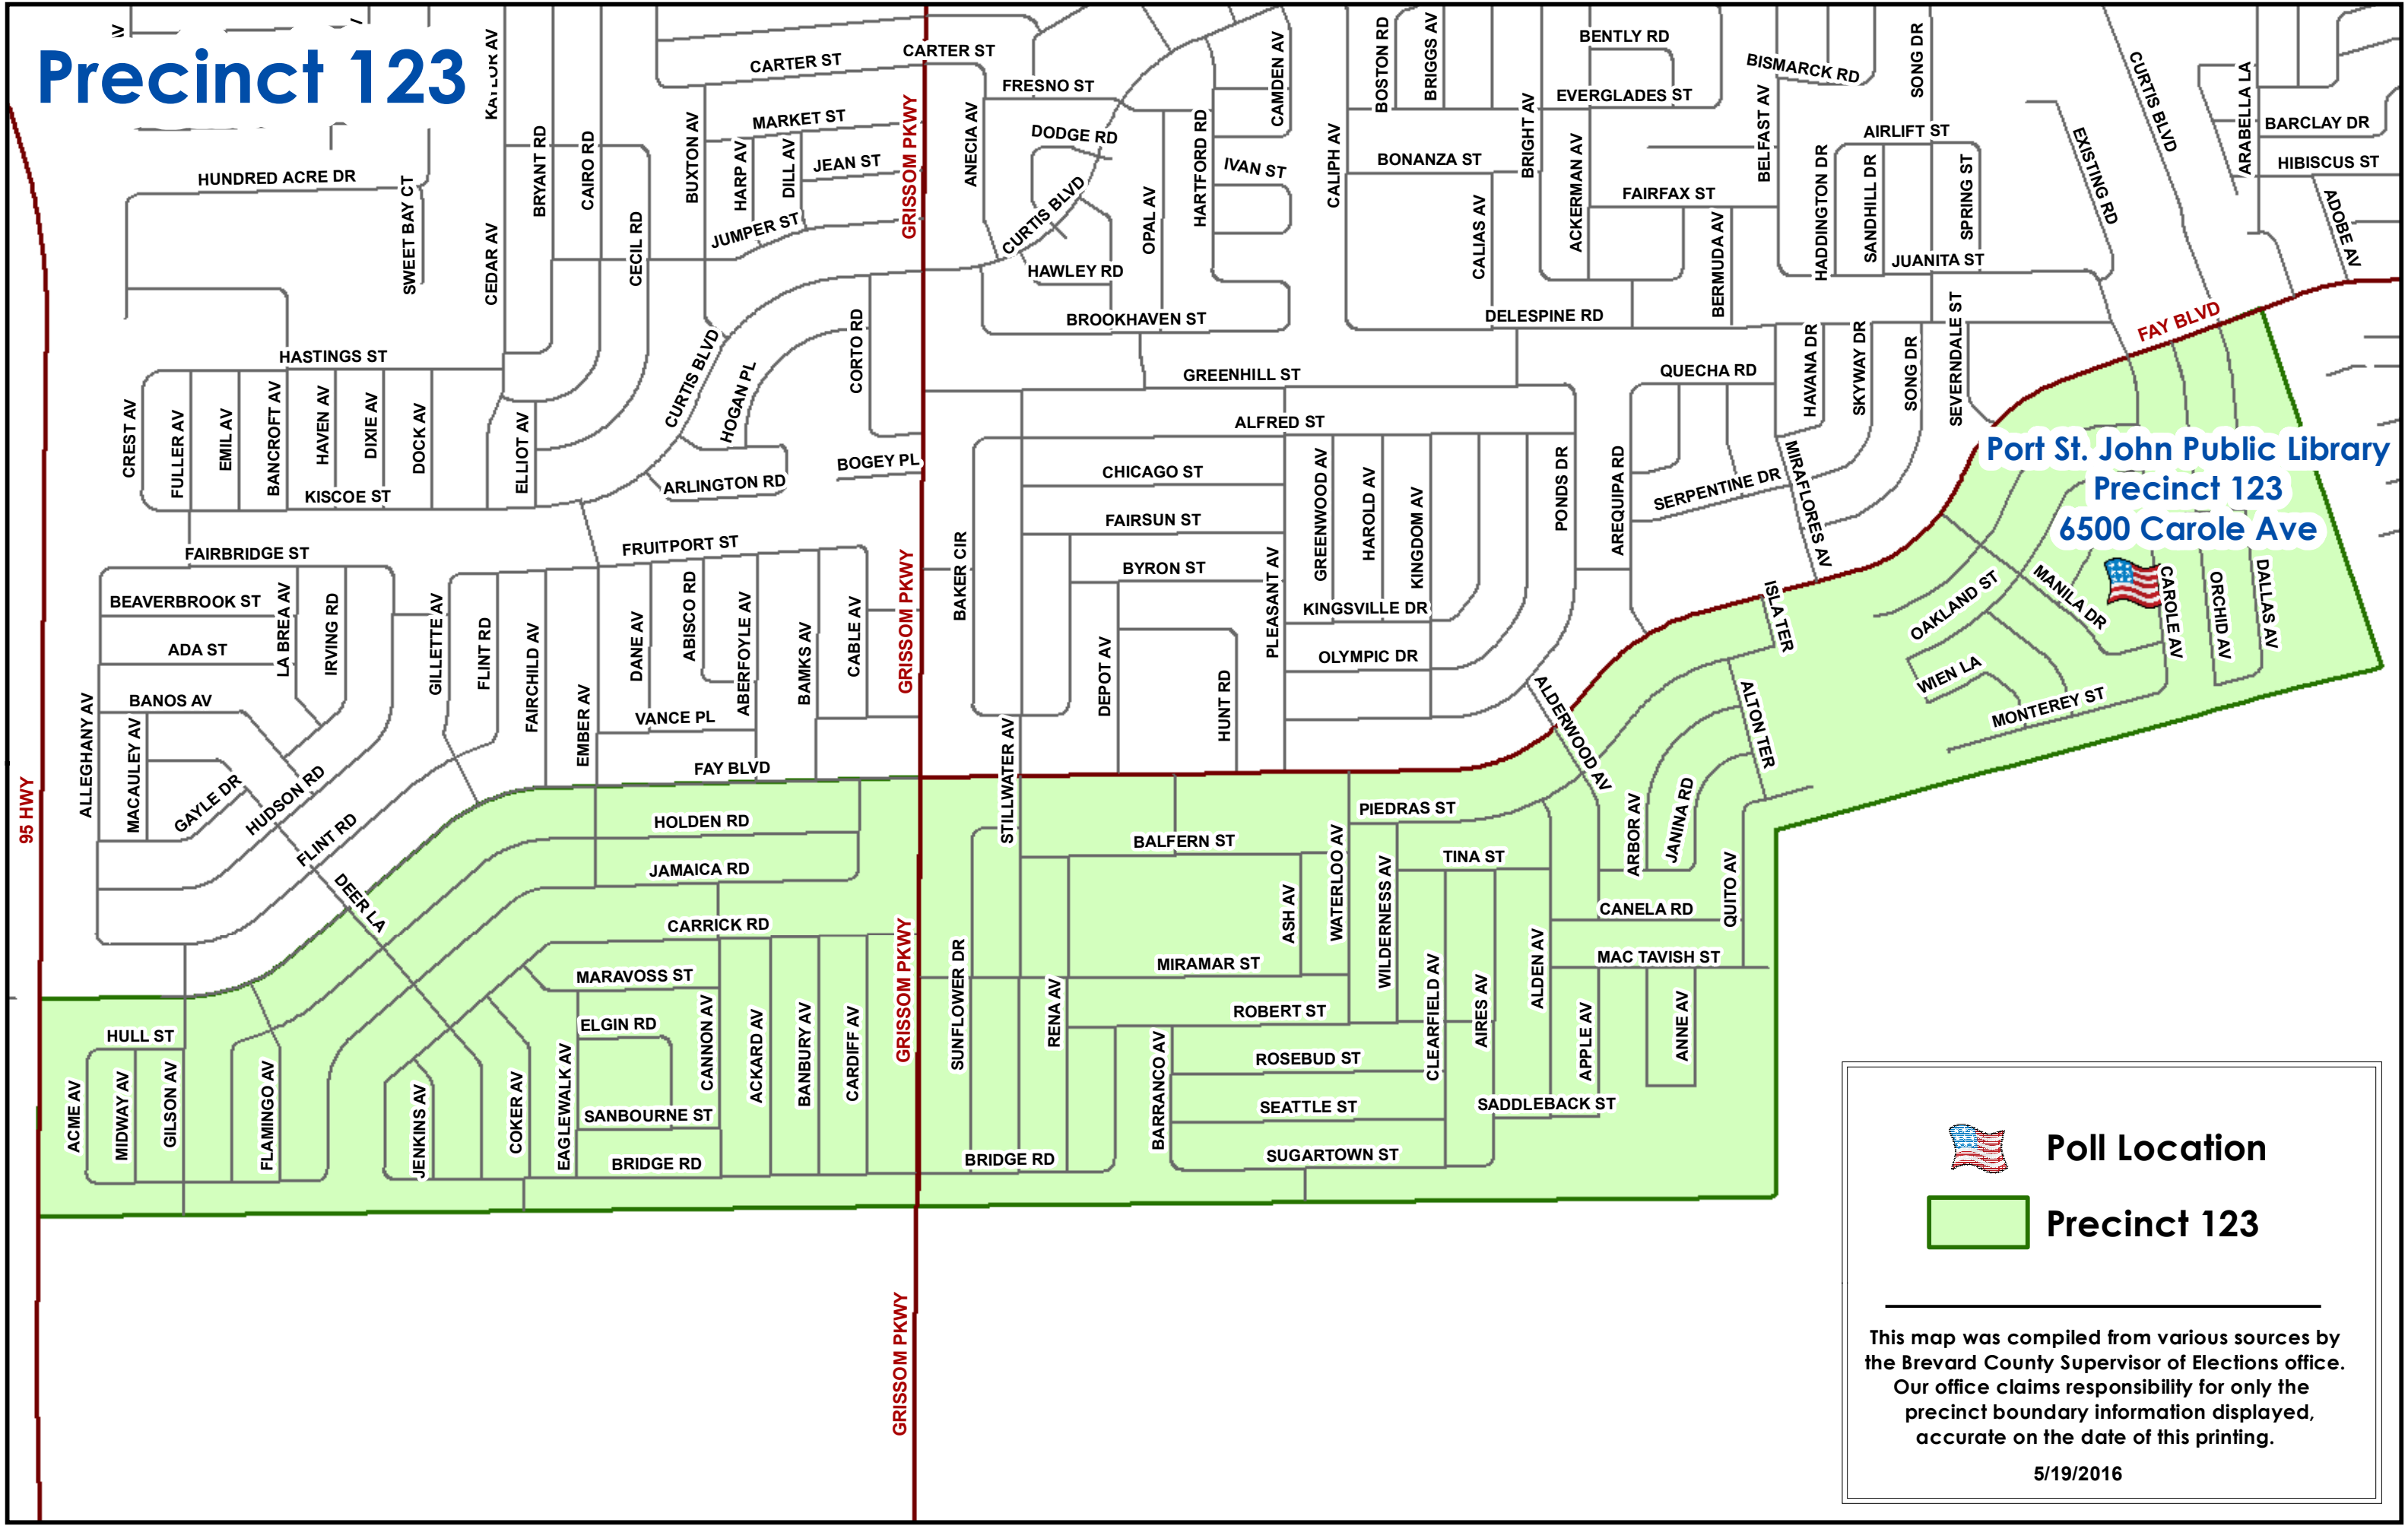 Precinct 123
KAYLOR AV
CARTER ST
CARTER ST
FRESNO ST
CAMDEN AV
BOSTON RD
BRIGGS AV
BENTLY RD
BISMARCK RD
SONG DR
CURTIS BLVD
ARABELLA LA
BARCLAY DR
HIBISCUS ST
ADOBE AV
EVERGLADES ST
MARKET ST
JEAN ST
HARP AV
DILL AV
BUXTON AV
JUMPER ST
GRISSOM PKWY
ANECIA AV
DODGE RD
CURTIS BLVD
OPAL AV
HARTFORD RD
IVAN ST
HAWLEY RD
BROOKHAVEN ST
CALIPH AV
BONANZA ST
BRIGHT AV
CALIAS AV
ACKERMAN AV
FAIRFAX ST
BELFAST AV
BERMUDA AV
HADDINGTON DR
SANDHILL DR
SPRING ST
AIRLIFT ST
EXISTING RD
JUANITA ST
DELESPINE RD
HUNDRED ACRE DR
SWEET BAY CT
CEDAR AV
BRYANT RD
CAIRO RD
CECIL RD
HASTINGS ST
CREST AV
FULLER AV
EMIL AV
BANCROFT AV
HAVEN AV
DIXIE AV
DOCK AV
ELLIOT AV
KISCOE ST
CURTIS BLVD
HOGAN PL
CORTO RD
ARLINGTON RD
BOGEY PL
GREENHILL ST
ALFRED ST
CHICAGO ST
FAIRSUN ST
BYRON ST
GREENWOOD AV
HAROLD AV
KINGDOM AV
PLEASANT AV
KINGSVILLE DR
OLYMPIC DR
PONDS DR
AREQUIPA RD
QUECHA RD
HAVANA DR
SKYWAY DR
SONG DR
SEVERNDALE ST
SERPENTINE DR
MIRAFLORES AV
FAY BLVD
Port St. John Public Library
Precinct 123
6500 Carole Ave
FAIRBRIDGE ST
BEAVERBROOK ST
ADA ST
LA BREA AV
IRVING RD
BANOS AV
ALLEGHANY AV
MACAULEY AV
GAYLE DR
HUDSON RD
FLINT RD
DEER LA
GILLETTE AV
FLINT RD
FAIRCHILD AV
EMBER AV
FRUITPORT ST
DANE AV
ABISCO RD
ABERFOYLE AV
BAMKS AV
CABLE AV
VANCE PL
FAY BLVD
GRISSOM PKWY
BAKER CIR
STILLWATER AV
DEPOT AV
HUNT RD
ISLA TER
ALTON TER
ALDERWOOD AV
OAKLAND ST
MANILA DR
WIEN LA
MONTEREY ST
CAROLE AV
ORCHID AV
DALLAS AV
95 HWY
HOLDEN RD
JAMAICA RD
CARRICK RD
MARAVOSS ST
ELGIN RD
SANBOURNE ST
BRIDGE RD
HULL ST
ACME AV
MIDWAY AV
GILSON AV
FLAMINGO AV
JENKINS AV
COKER AV
EAGLEWALK AV
CANNON AV
ACKARD AV
BANBURY AV
CARDIFF AV
GRISSOM PKWY
SUNFLOWER DR
RENA AV
BRIDGE RD
BALFERN ST
MIRAMAR ST
ASH AV
WATERLOO AV
PIEDRAS ST
WILDERNESS AV
TINA ST
ROBERT ST
ROSEBUD ST
SEATTLE ST
SUGARTOWN ST
BARRANCO AV
CLEARFIELD AV
AIRES AV
ALDEN AV
APPLE AV
SADDLEBACK ST
ARBOR AV
JANINA RD
QUITO AV
CANELA RD
MAC TAVISH ST
ANNE AV
GRISSOM PKWY
Poll Location
Precinct 123
This map was compiled from various sources by
the Brevard County Supervisor of Elections office.
Our office claims responsibility for only the
precinct boundary information displayed,
accurate on the date of this printing.
5/19/2016